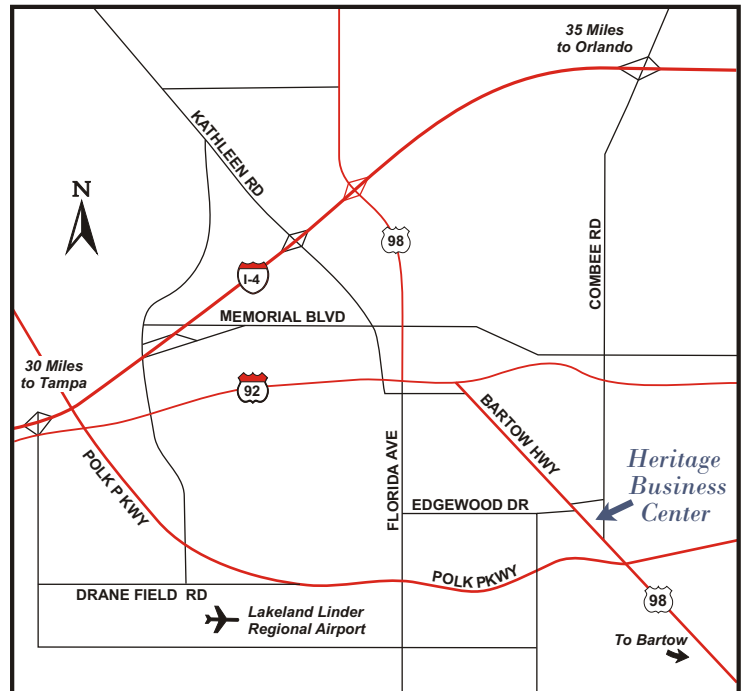 35 Miles
to Orlando
KATHLEEN RD
N
98
COMBEE RD
I-4
MEMORIAL BLVD
30 Miles
to Tampa
92
BARTOW HWY
FLORIDA AVE
Heritage
Business
Center
POLK P KWY
EDGEWOOD DR
POLK PKWY
DRANE FIELD RD
98
Lakeland Linder
Regional Airport
To Bartow